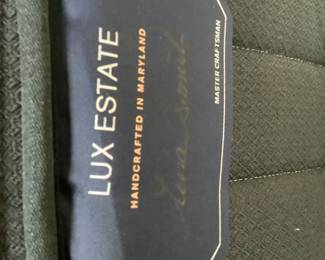 LUX ESTATE
HANDCRAFTED IN MARYLAND
MASTER CRAFTSMAN